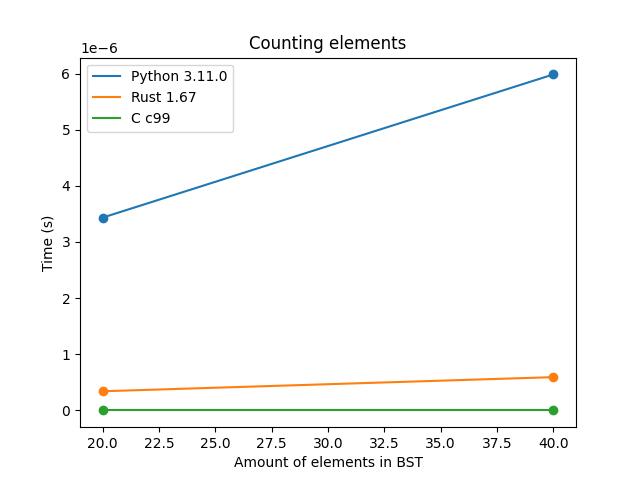 Counting elements
1e−6
Python 3.11.0
Rust 1.67
C c99
6
5
4
3
2
1
0
Time (s)
20.0 22.5 25.0 27.5 30.0 32.5 35.0 37.5 40.0
Amount of elements in BST